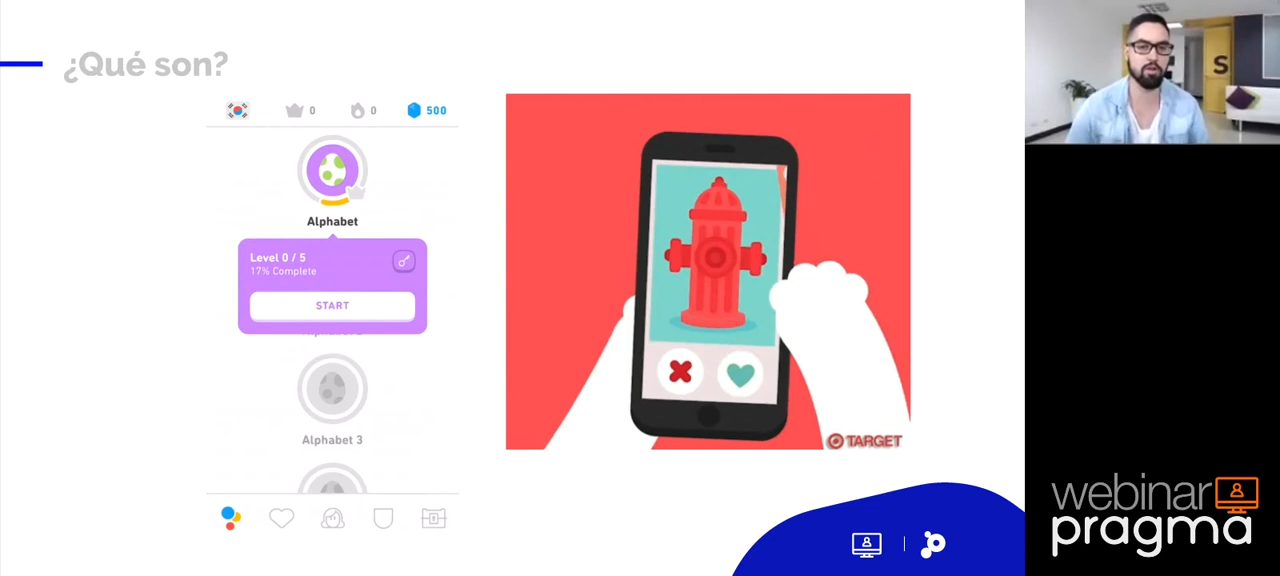 ¿Qué son?
0
0
500
Alphabet
Level 0 / 5
17% Complete
START
Alphabet 3
TARGET
S
webinar
pragma